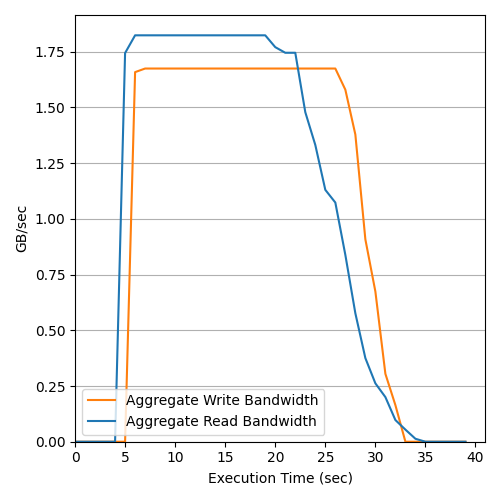 1.75
1.50
1.25
1.00
0.75
0.50
0.25
0.00
GB/sec
Aggregate Write Bandwidth
Aggregate Read Bandwidth
0 5 10 15 20 25 30 35 40
Execution Time (sec)